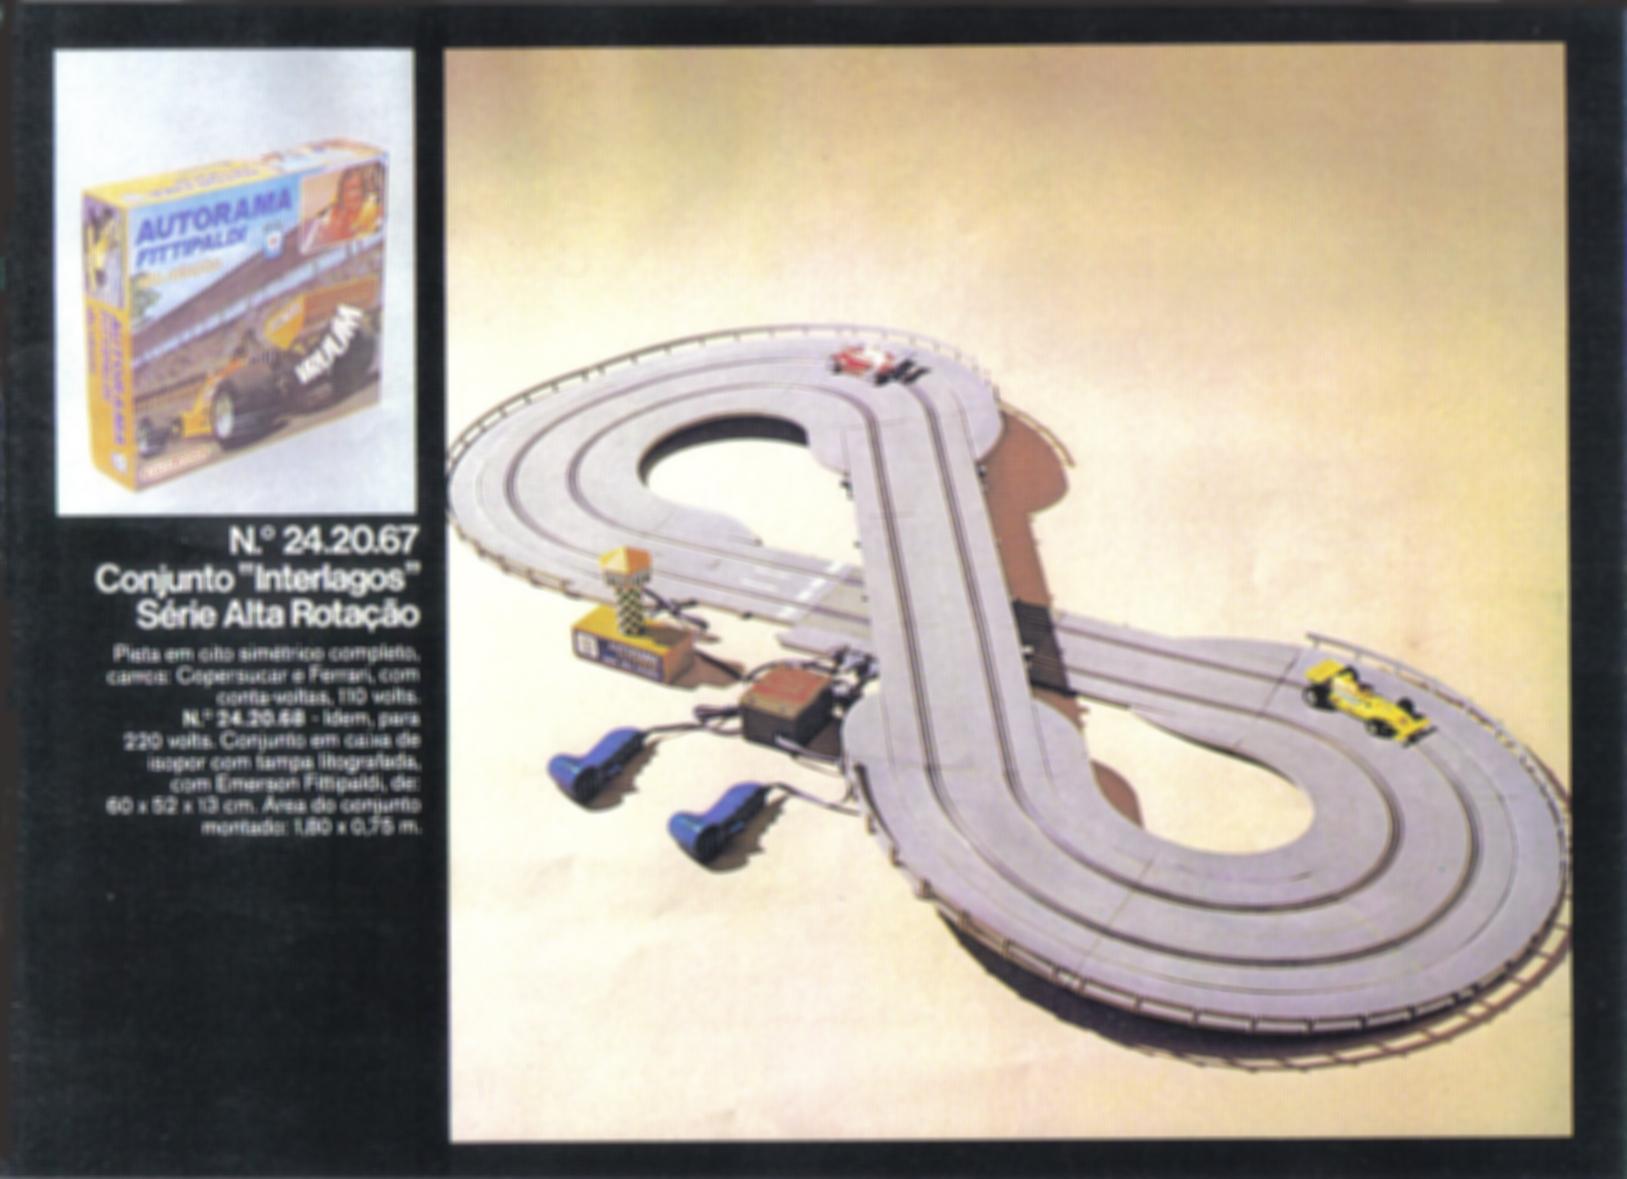 AUTORAMA
FITTIPALDI
AUTORAMA
N.º 24.20.67
Conjunto "Interlagos"
Série Alta Rotação
Pista em oito simétrico completo,
carros: Copersucar e Ferrari, com
conta-voltas, 110 volts.
N.º 24.20.68 - Idem, para
220 volts. Conjunto em caixa de
isopor com tampa litografada,
com Emerson Fittipaldi, de:
60 x 52 x 13 cm. Área do conjunto
montado: 1,80 x 0,75 m.